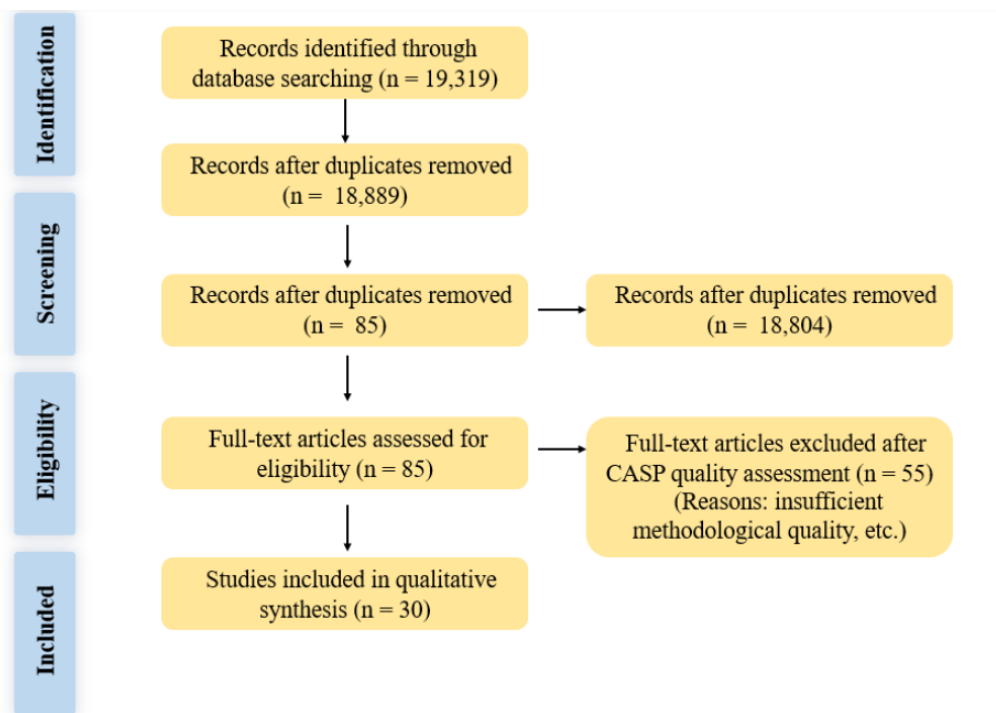 Identification
Records identified through
database searching (n = 19,319)
Records after duplicates removed
(n = 18,889)
Screening
Records after duplicates removed
(n = 85)
Records after duplicates removed
(n = 18,804)
Eligibility
Full-text articles assessed for
eligibility (n = 85)
Full-text articles excluded after
CASP quality assessment (n = 55)
(Reasons: insufficient
methodological quality, etc.)
Included
Studies included in qualitative
synthesis (n = 30)